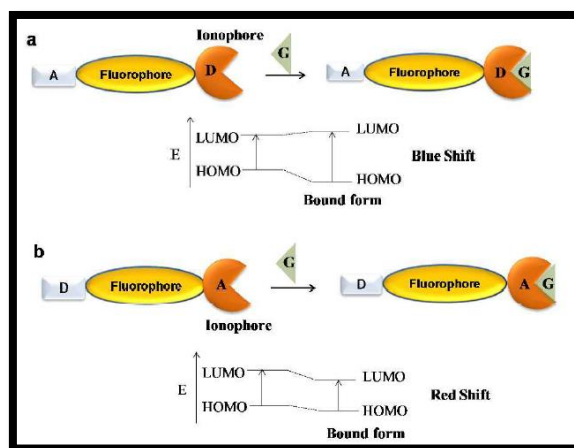 a
Ionophore
A Fluorophore D G A Fluorophore D G
E LUMO LUMO
HOMO HOMO
Blue Shift
Bound form
b
D Fluorophore A G D Fluorophore A G
Ionophore
E LUMO LUMO
HOMO HOMO
Red Shift
Bound form